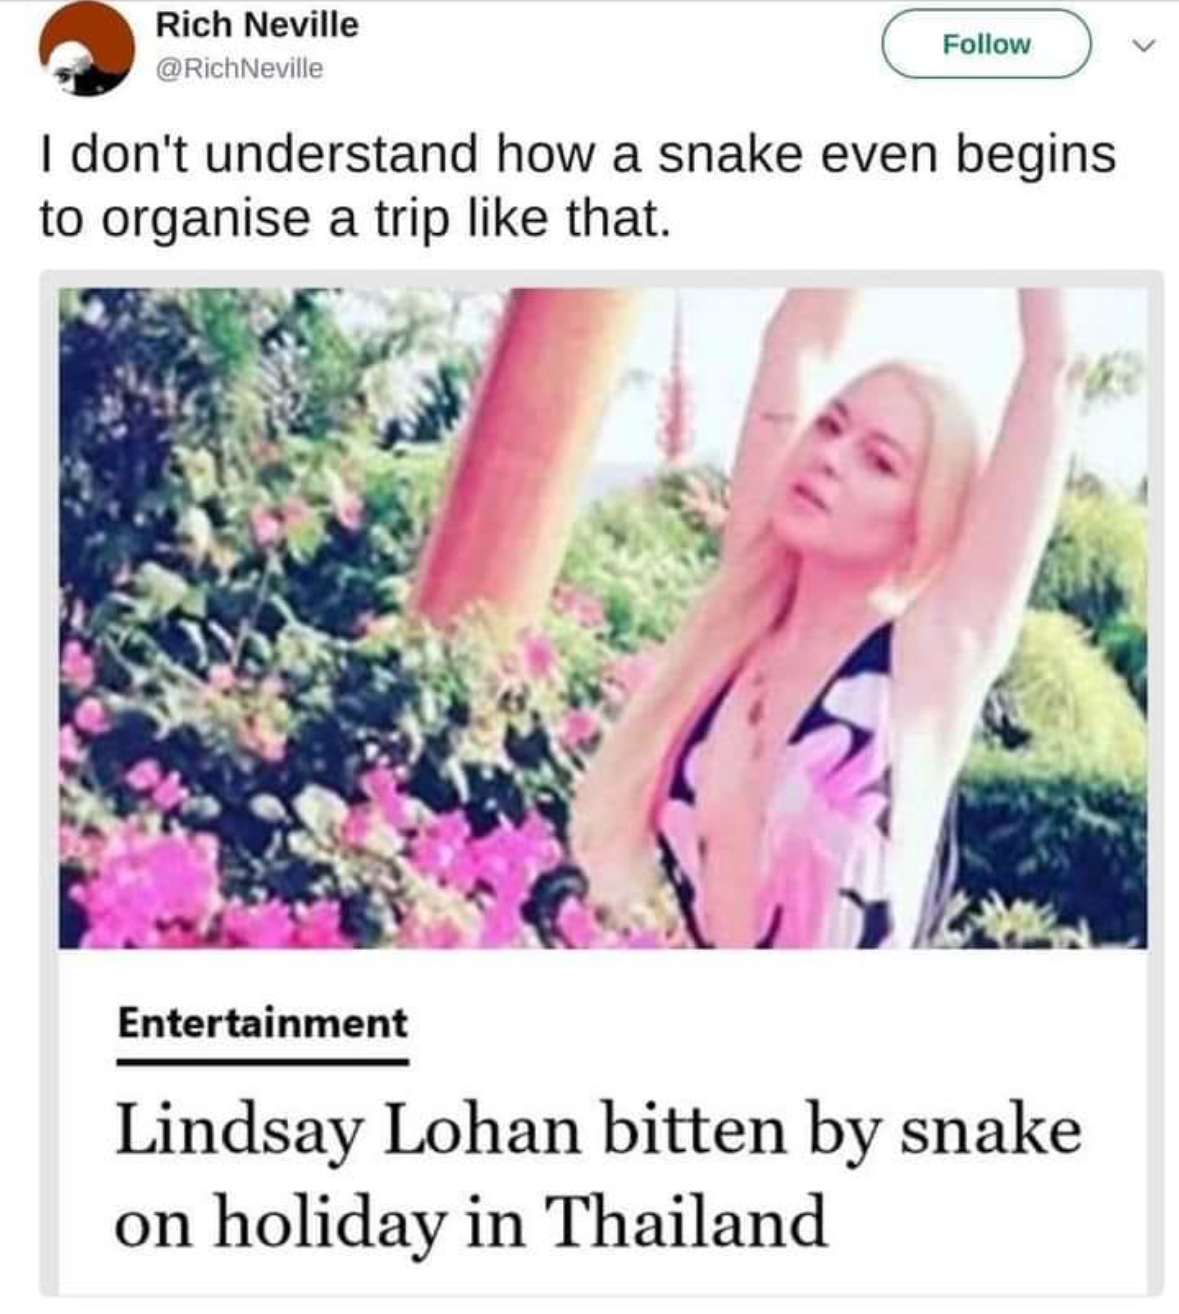 Rich Neville
@RichNeville
Follow
I don't understand how a snake even begins
to organise a trip like that.
Entertainment
Lindsay Lohan bitten by snake
on holiday in Thailand